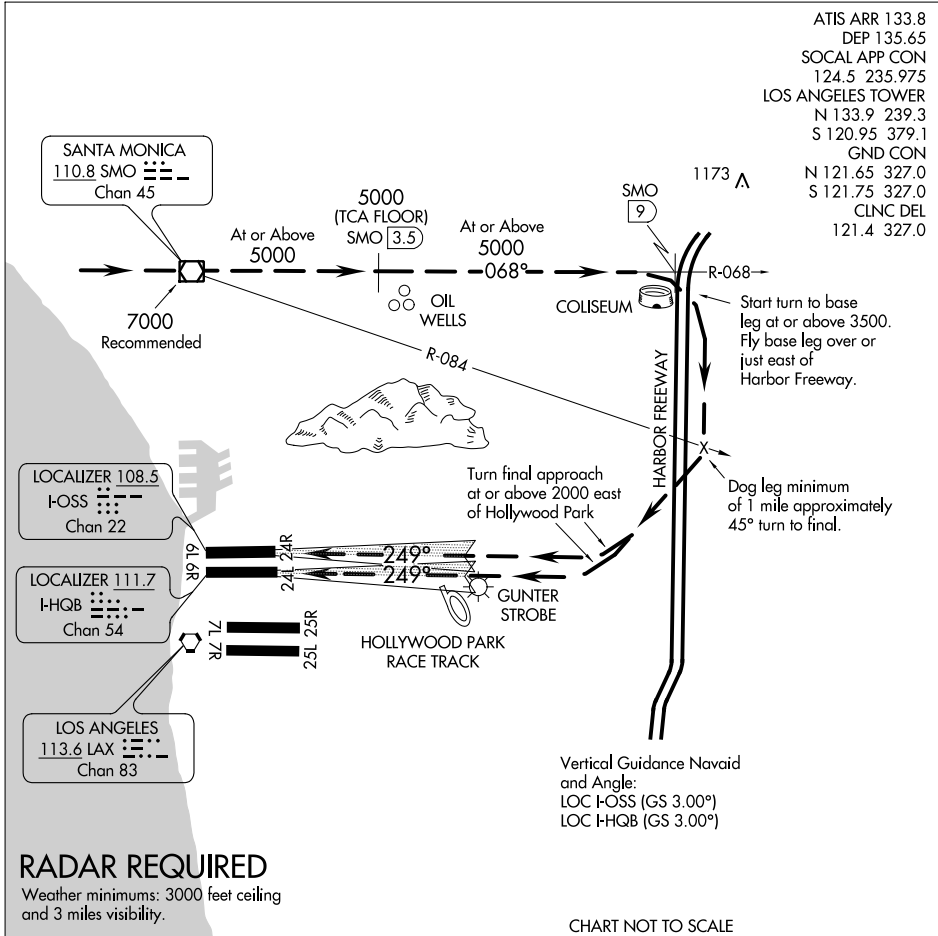 ATIS ARR 133.8
DEP 135.65
SOCAL APP CON
124.5 235.975
LOS ANGELES TOWER
N 133.9 239.3
S 120.95 379.1
GND CON
N 121.65 327.0
S 121.75 327.0
CLNC DEL
121.4 327.0
SANTA MONICA
110.8 SMO
Chan 45
7000
Recommended
At or Above
5000
5000
(TCA FLOOR)
SMO 3.5
At or Above
5000
068°
OIL
WELLS
SMO
9
1173
R-068
COLISEUM
Start turn to base
leg at or above 3500.
Fly base leg over or
just east of
Harbor Freeway.
R-084
HARBOR FREEWAY
X
Dog leg minimum
of 1 mile approximately
45° turn to final.
Turn final approach
at or above 2000 east
of Hollywood Park
LOCALIZER 108.5
I-OSS
Chan 22
LOCALIZER 111.7
I-HQB
Chan 54
6L 6R
24R
24L
249°
249°
GUNTER
STROBE
HOLLYWOOD PARK
RACE TRACK
7L 7R
25R
25L
LOS ANGELES
113.6 LAX
Chan 83
Vertical Guidance Navaid
and Angle:
LOC I-OSS (GS 3.00°)
LOC I-HQB (GS 3.00°)
RADAR REQUIRED
Weather minimums: 3000 feet ceiling
and 3 miles visibility.
CHART NOT TO SCALE